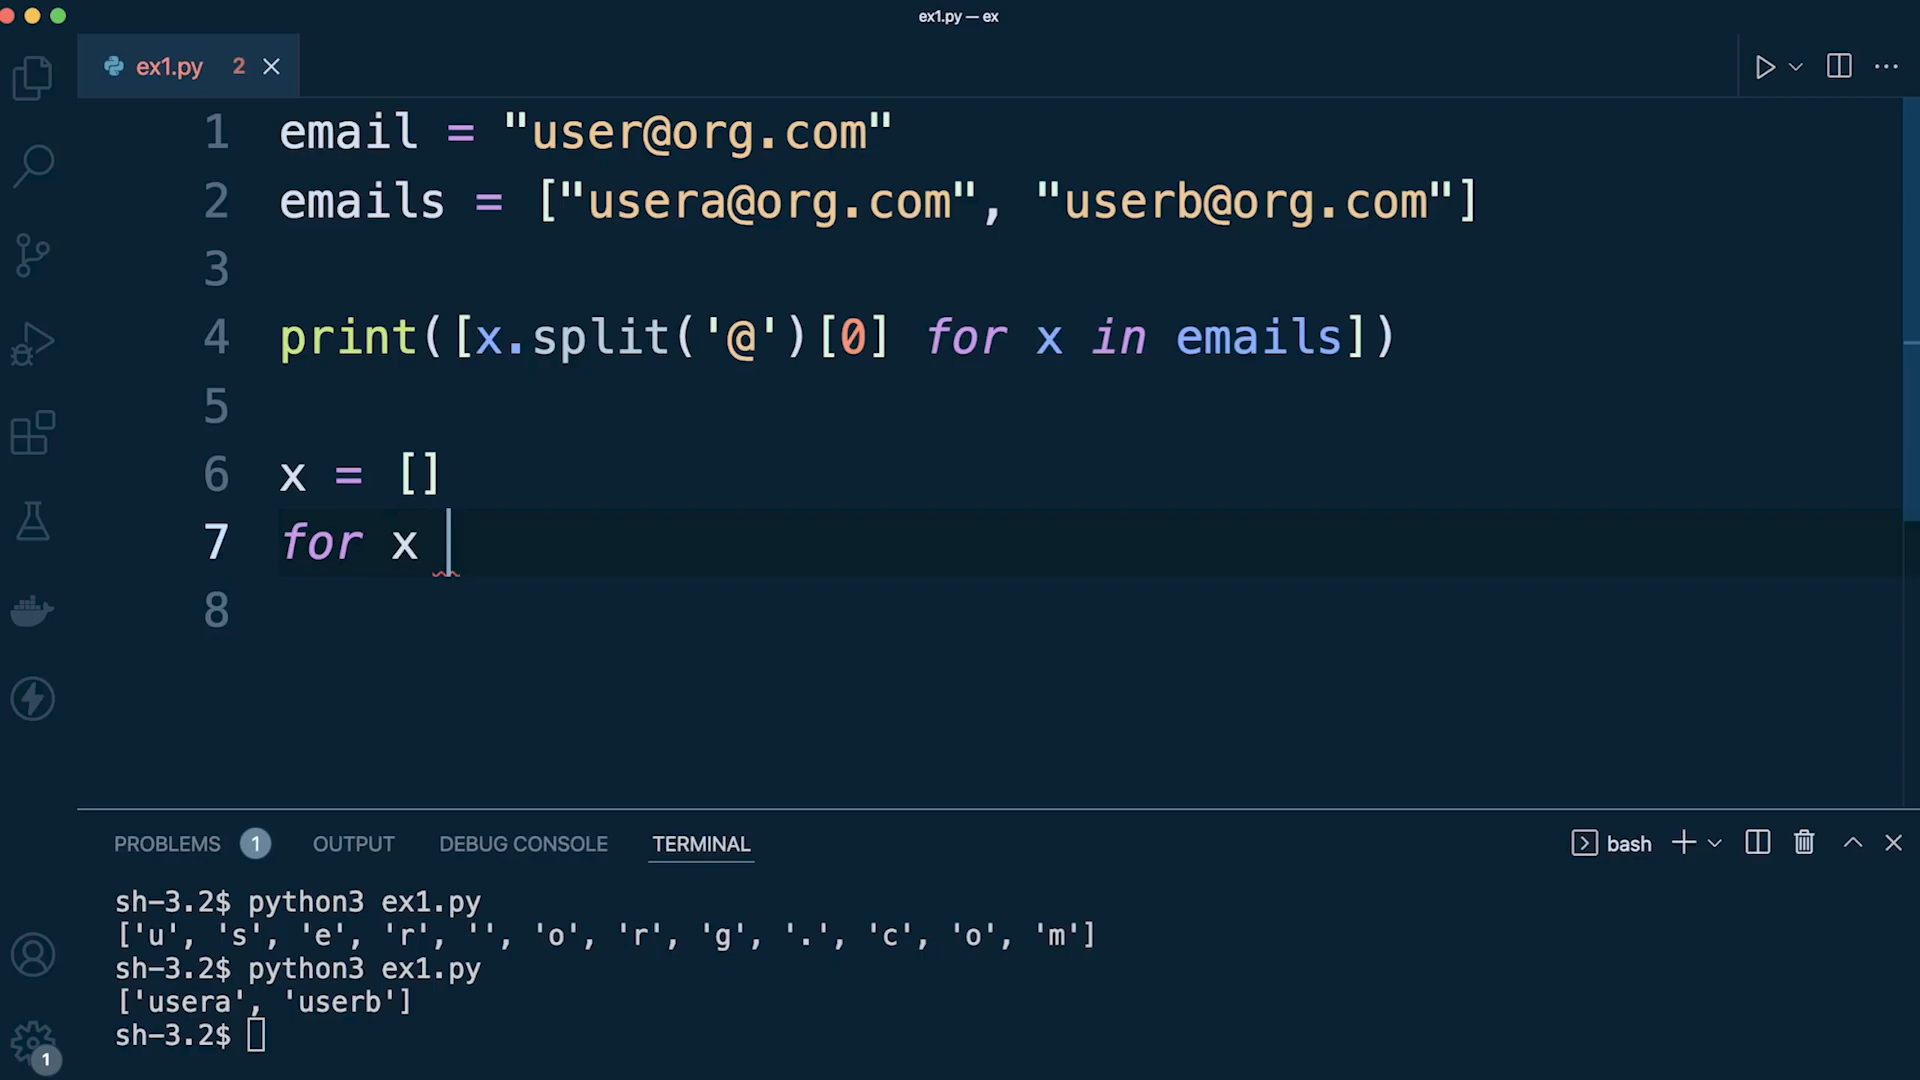 ex1.py — ex
ex1.py 2
1 email = "user@org.com"
2 emails = ["usera@org.com", "userb@org.com"]
3
4 print([x.split('@')[0] for x in emails])
5
6 x = []
7 for x
8
PROBLEMS 1 OUTPUT DEBUG CONSOLE TERMINAL bash
sh-3.2$ python3 ex1.py
['u', 's', 'e', 'r', '', 'o', 'r', 'g', '.', 'c', 'o', 'm']
sh-3.2$ python3 ex1.py
['usera', 'userb']
sh-3.2$
1